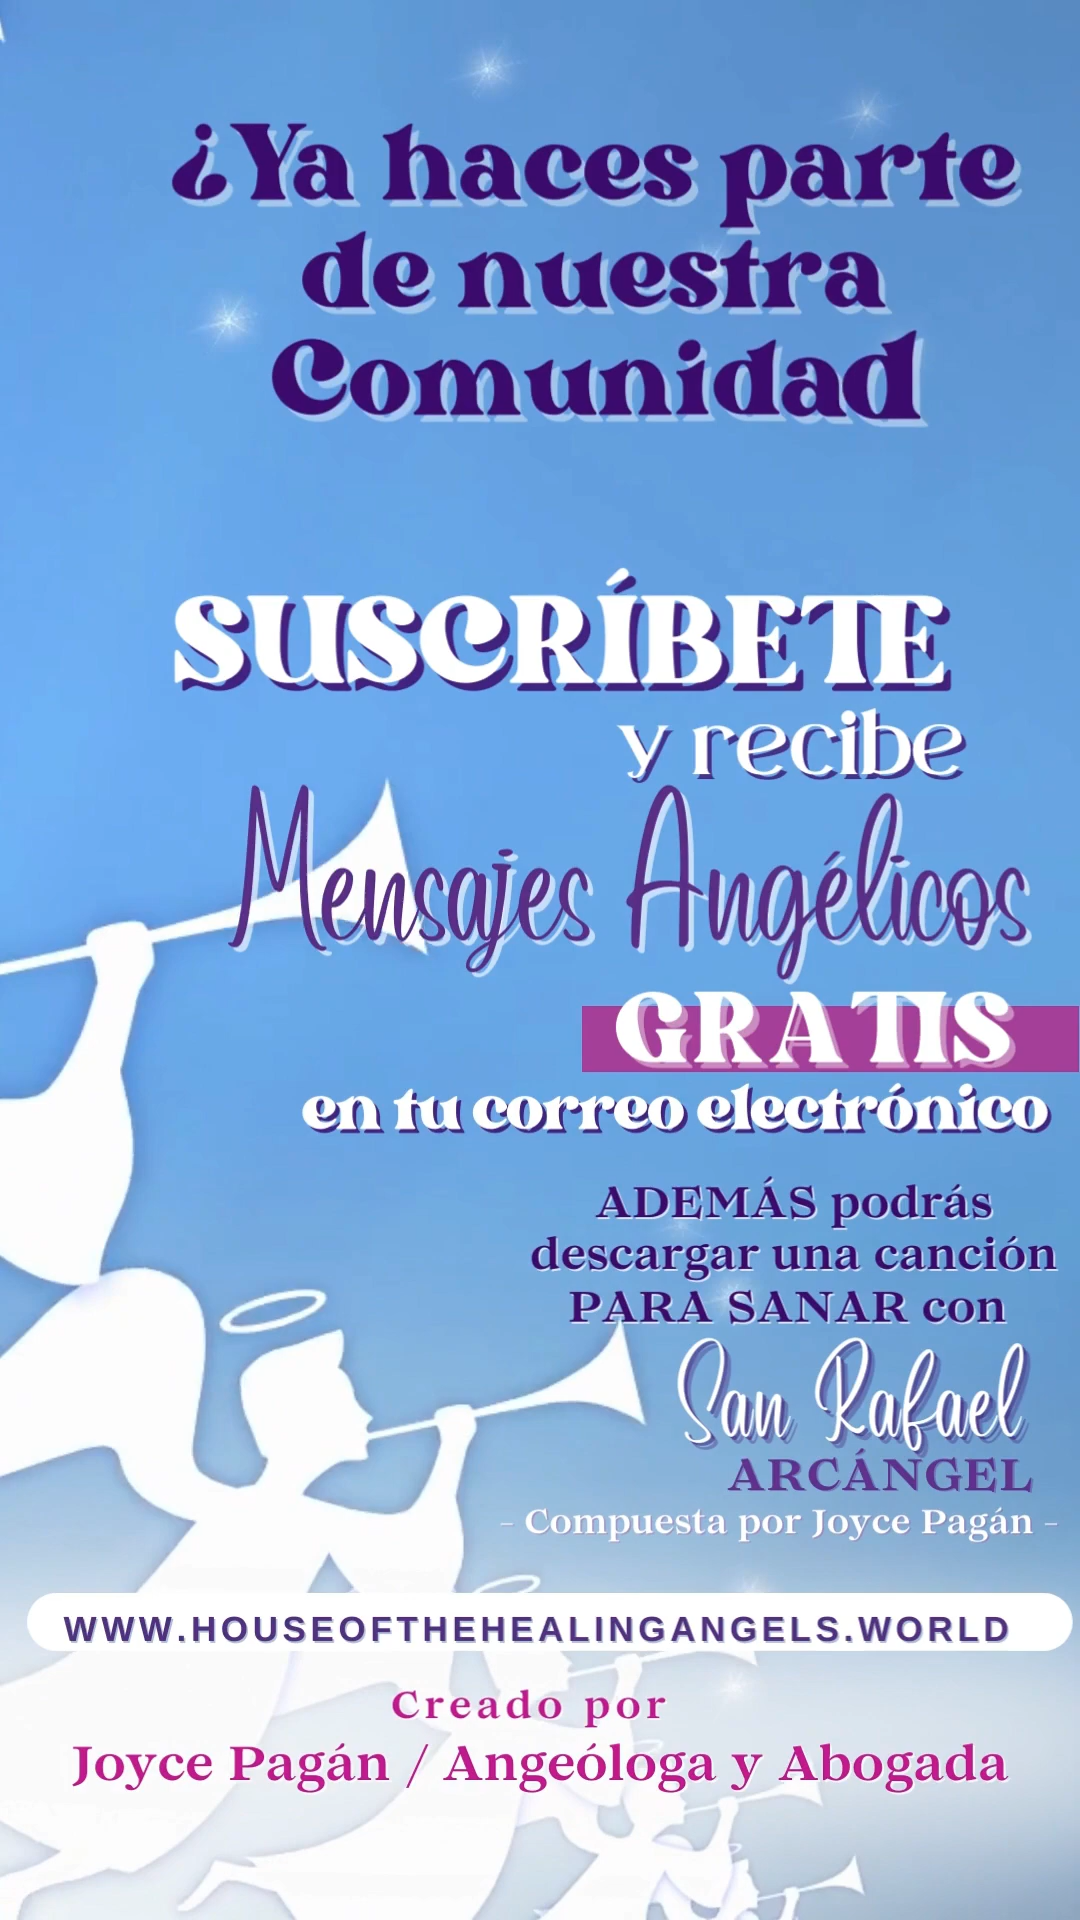 ¿Ya haces parte
de nuestra
Comunidad
SUSCRÍBETE
y recibe
Mensajes Angélicos
GRATIS
en tu correo electrónico
ADEMÁS podrás
descargar una canción
PARA SANAR con
San Rafael
ARCÁNGEL
- Compuesta por Joyce Pagán -
WWW.HOUSEOFTHEHEALINGANGELS.WORLD
Creado por
Joyce Pagán / Angeóloga y Abogada